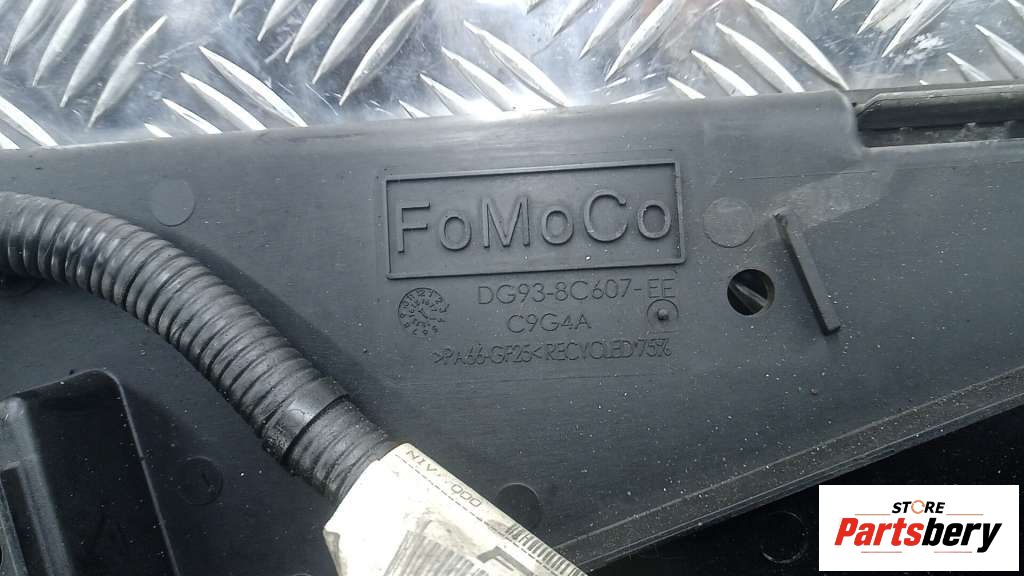 FoMoCo
DG93-8C607-EE
C9G4A
>PA66-GF25< RECYCLED 75%
STORE
Partsbery